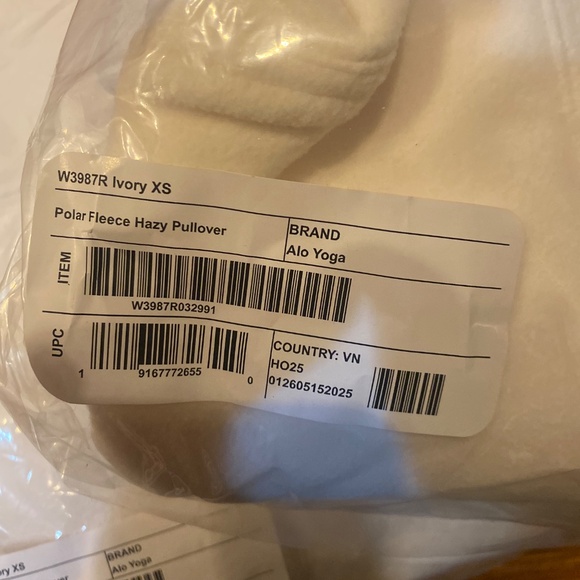 W3987R Ivory XS
Polar Fleece Hazy Pullover
BRAND
Alo Yoga
ITEM
W3987R032991
UPC
1 9167772655 0
COUNTRY: VN
HO25
012605152025
XS
BRAND
Alo Yoga